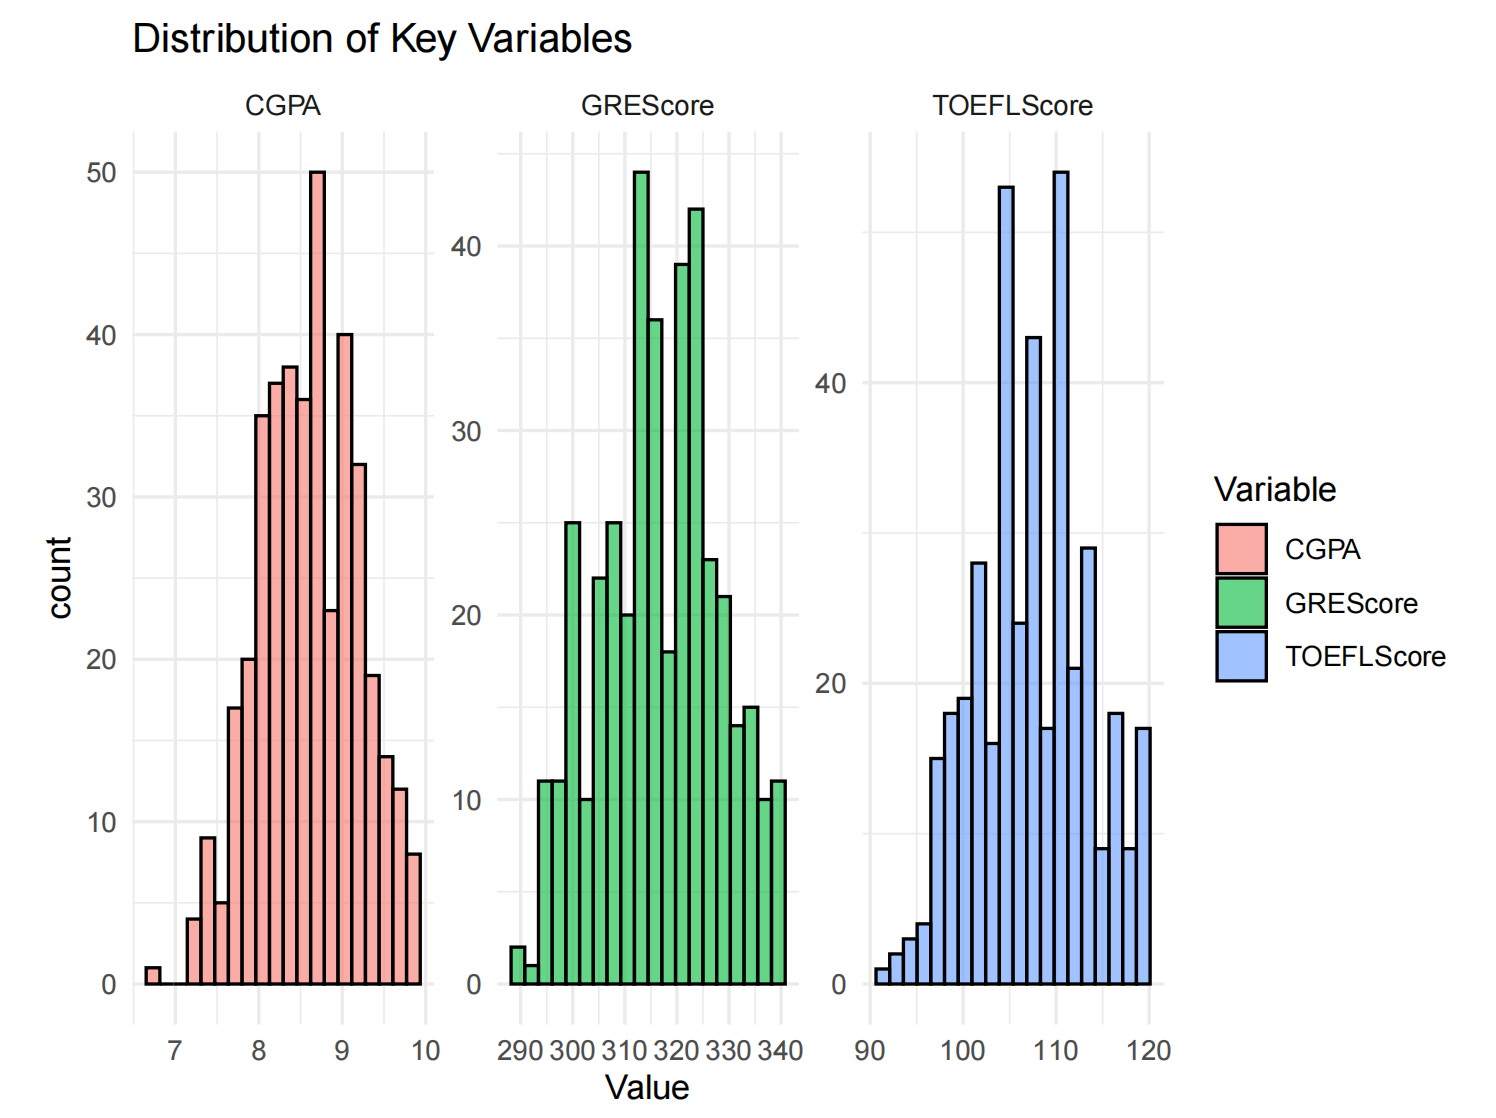 Distribution of Key Variables
CGPA
GREScore
TOEFLScore
count
50
40
30
20
10
0
7 8 9 10
40
30
20
10
0
290 300 310 320 330 340
40
20
0
90 100 110 120
Value
Variable
CGPA
GREScore
TOEFLScore